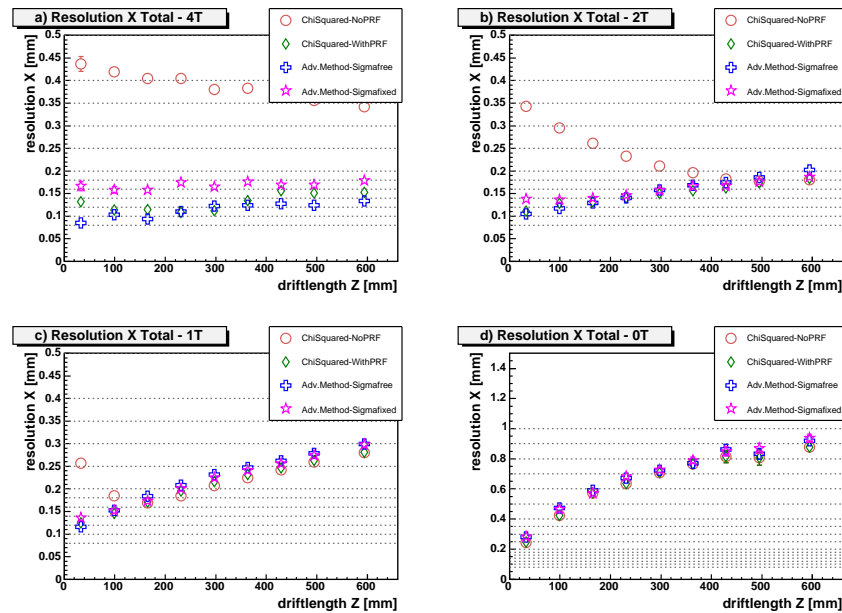 a) Resolution X Total - 4T
resolution X [mm]
0.5
0.45
0.4
0.35
0.3
0.25
0.2
0.15
0.1
0.05
0
0 100 200 300 400 500 600
driftlength Z [mm]
ChiSquared-NoPRF
ChiSquared-WithPRF
Adv.Method-Sigmafree
Adv.Method-Sigmafixed
b) Resolution X Total - 2T
resolution X [mm]
0.5
0.45
0.4
0.35
0.3
0.25
0.2
0.15
0.1
0.05
0
0 100 200 300 400 500 600
driftlength Z [mm]
ChiSquared-NoPRF
ChiSquared-WithPRF
Adv.Method-Sigmafree
Adv.Method-Sigmafixed
c) Resolution X Total - 1T
resolution X [mm]
0.5
0.45
0.4
0.35
0.3
0.25
0.2
0.15
0.1
0.05
0
0 100 200 300 400 500 600
driftlength Z [mm]
ChiSquared-NoPRF
ChiSquared-WithPRF
Adv.Method-Sigmafree
Adv.Method-Sigmafixed
d) Resolution X Total - 0T
resolution X [mm]
1.4
1.2
1
0.8
0.6
0.4
0.2
0
0 100 200 300 400 500 600
driftlength Z [mm]
ChiSquared-NoPRF
ChiSquared-WithPRF
Adv.Method-Sigmafree
Adv.Method-Sigmafixed